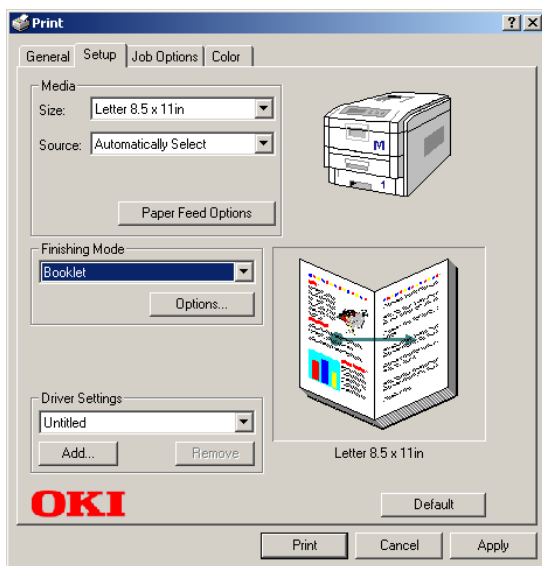 Print
General Setup Job Options Color
Media
Size: Letter 8.5 x 11in
Source: Automatically Select
Paper Feed Options
M
1
Finishing Mode
Booklet
Options...
Driver Settings
Untitled
Add... Remove
Letter 8.5 x 11in
OKI
Default
Print Cancel Apply